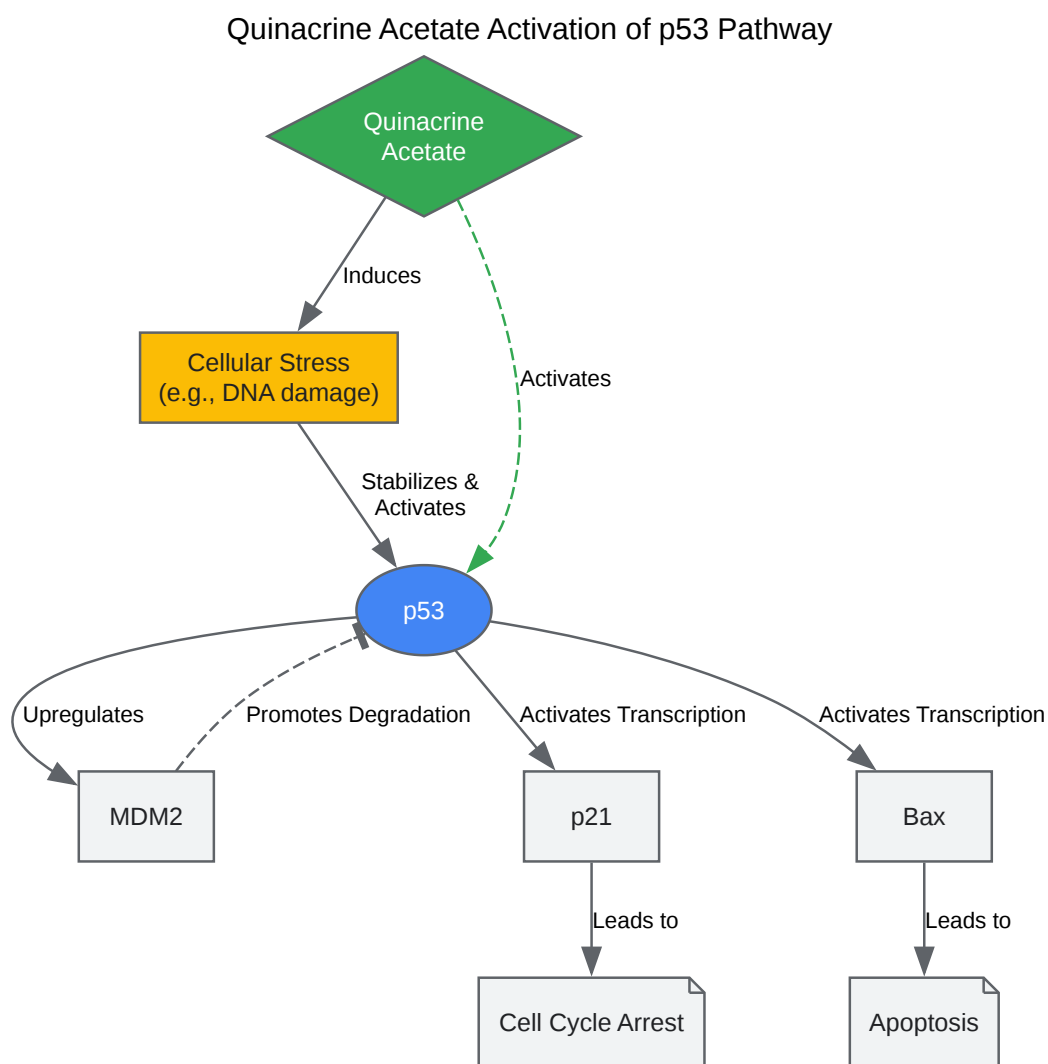 Quinacrine Acetate Activation of p53 Pathway
Quinacrine
Acetate
Induces
Cellular Stress
(e.g., DNA damage)
Activates
Stabilizes &
Activates
p53
Upregulates
Promotes Degradation
Activates Transcription
Activates Transcription
MDM2
p21
Bax
Leads to
Leads to
Cell Cycle Arrest
Apoptosis